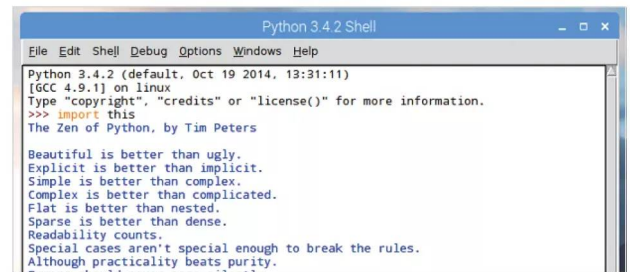 Python 3.4.2 Shell
File Edit Shell Debug Options Windows Help
Python 3.4.2 (default, Oct 19 2014, 13:31:11)
[GCC 4.9.1] on linux
Type "copyright", "credits" or "license()" for more information.
>>> import this
The Zen of Python, by Tim Peters
Beautiful is better than ugly.
Explicit is better than implicit.
Simple is better than complex.
Complex is better than complicated.
Flat is better than nested.
Sparse is better than dense.
Readability counts.
Special cases aren't special enough to break the rules.
Although practicality beats purity.